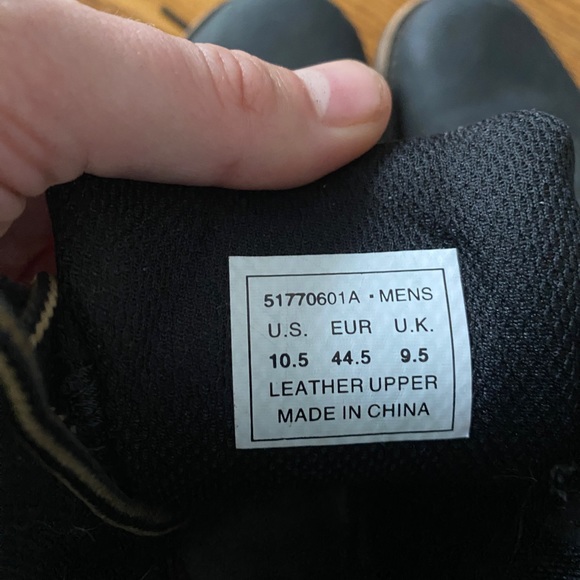 51770601A • MENS
U.S. EUR U.K.
10.5 44.5 9.5
LEATHER UPPER
MADE IN CHINA